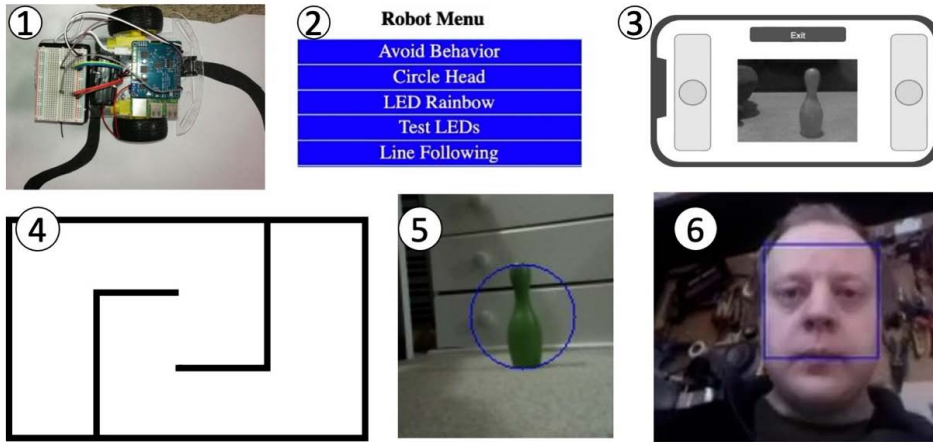 1
2
Robot Menu
Avoid Behavior
Circle Head
LED Rainbow
Test LEDs
Line Following
3
Exit
4
5
6